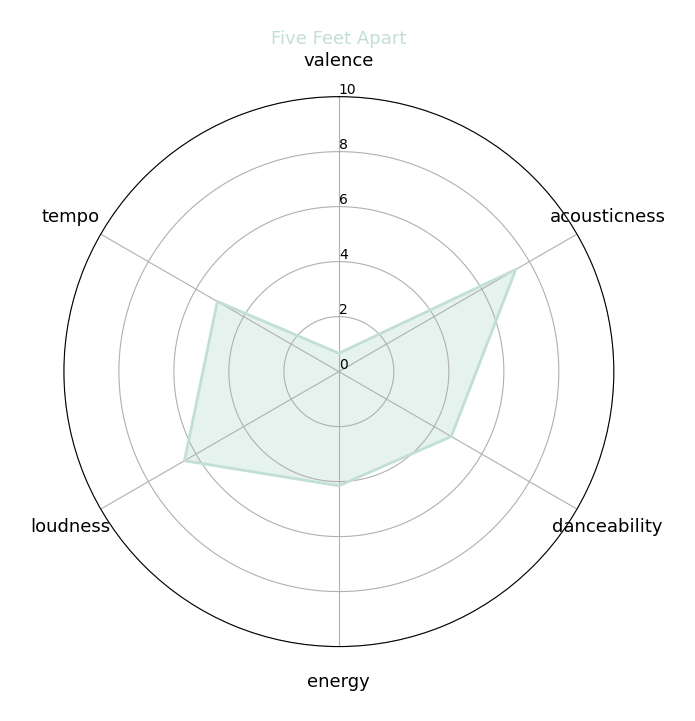 Five Feet Apart
valence
10
8
6
4
2
0
tempo
acousticness
loudness
danceability
energy